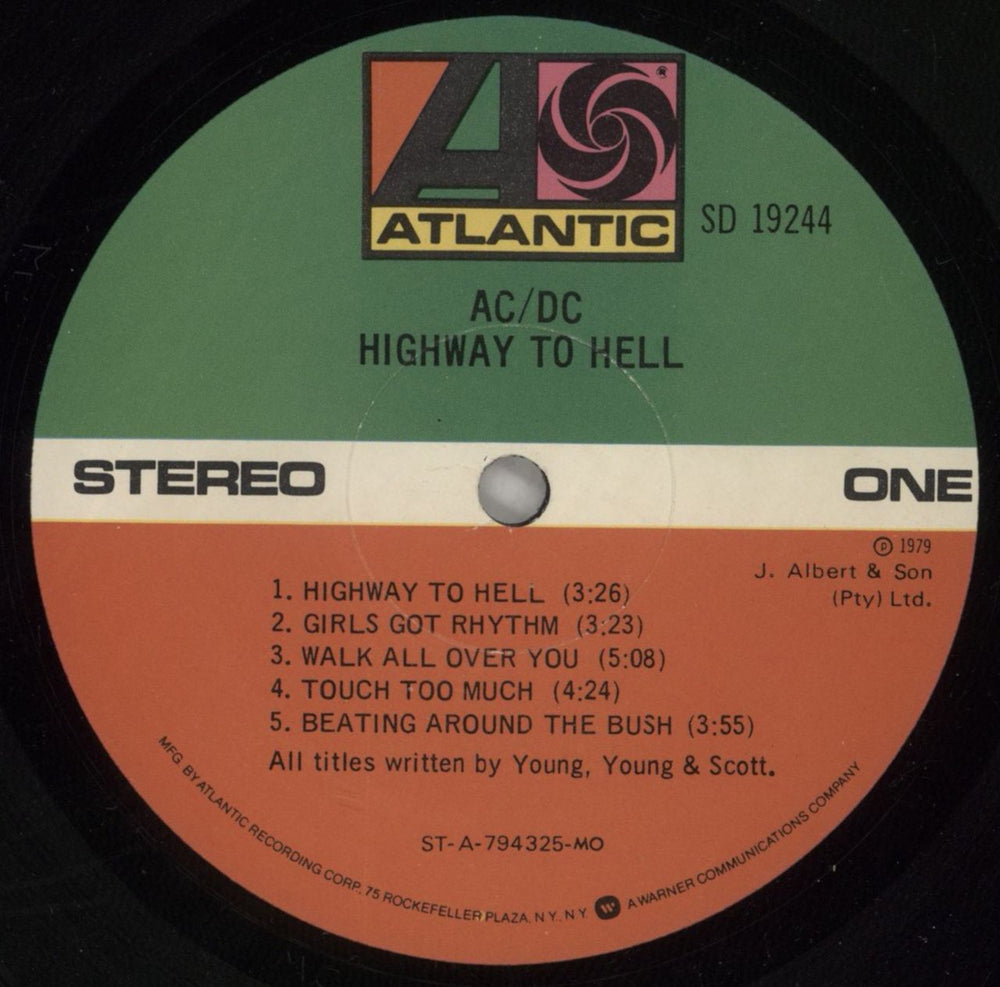 ATLANTIC
®
SD 19244
AC/DC
HIGHWAY TO HELL
STEREO
ONE
℗ 1979
J. Albert & Son
(Pty) Ltd.
1. HIGHWAY TO HELL (3:26)
2. GIRLS GOT RHYTHM (3:23)
3. WALK ALL OVER YOU (5:08)
4. TOUCH TOO MUCH (4:24)
5. BEATING AROUND THE BUSH (3:55)
All titles written by Young, Young & Scott.
ST-A-794325-MO
MFG. BY ATLANTIC RECORDING CORP. 75 ROCKEFELLER PLAZA, N.Y., N.Y. A WARNER COMMUNICATIONS COMPANY